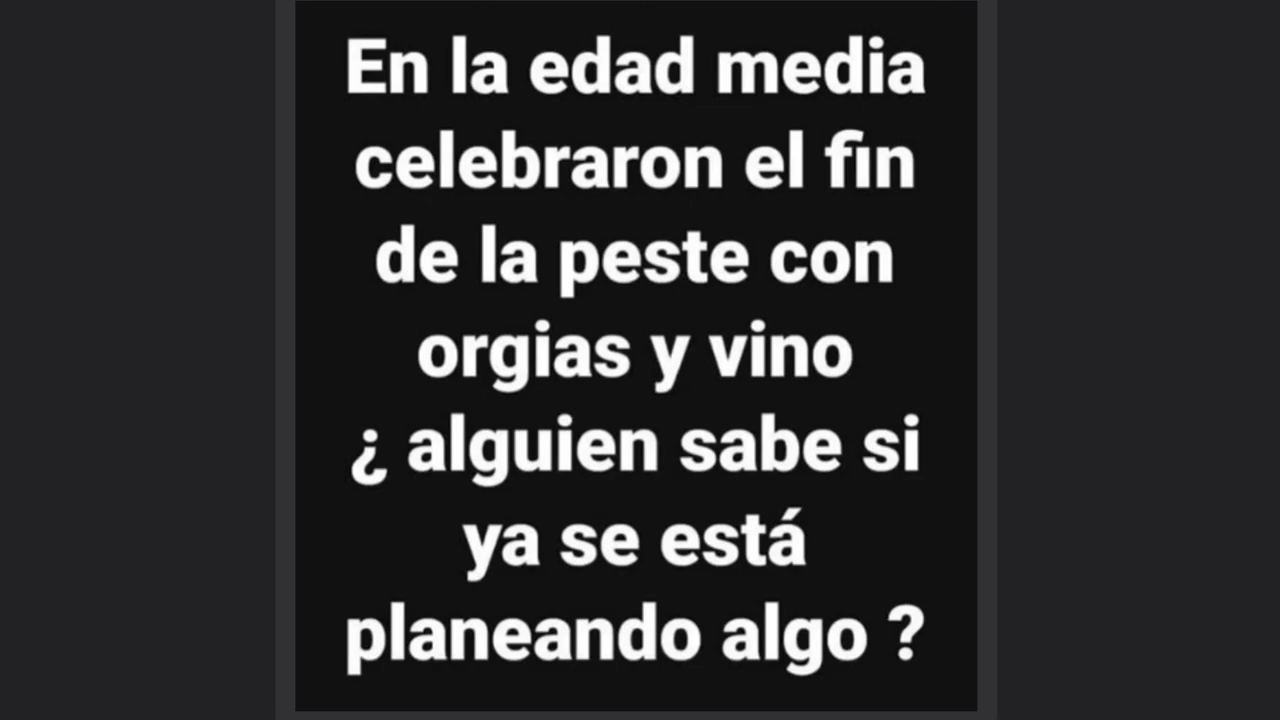 En la edad media
celebraron el fin
de la peste con
orgias y vino
¿ alguien sabe si
ya se está
planeando algo ?